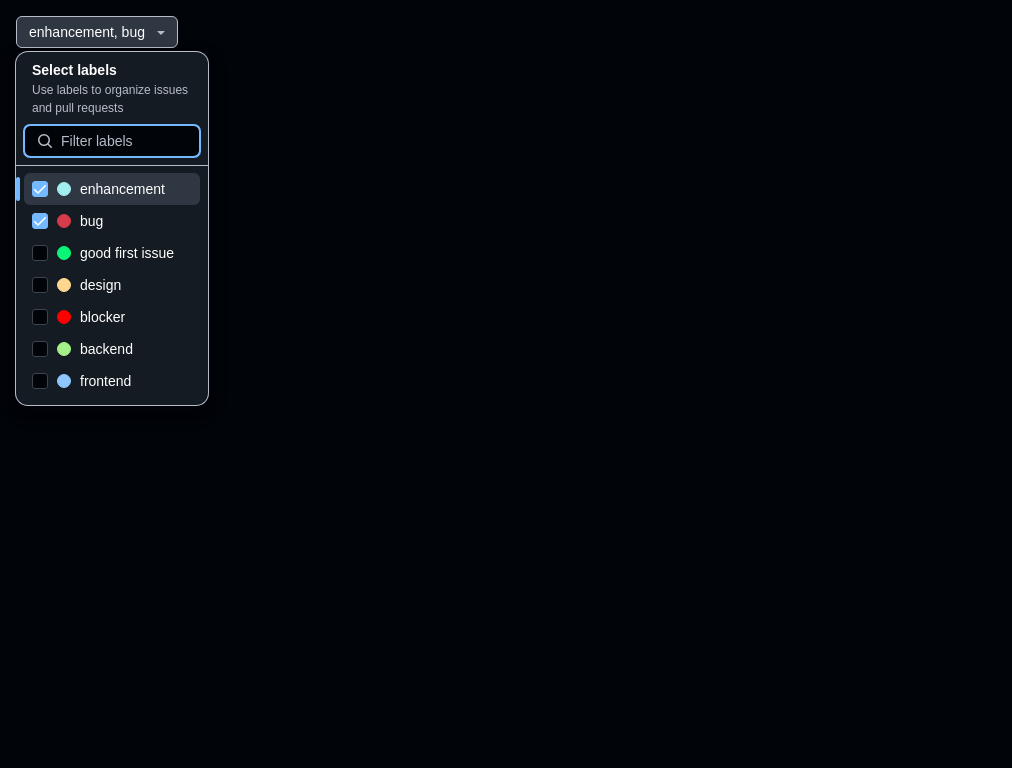 enhancement, bug
Select labels
Use labels to organize issues
and pull requests
Filter labels
enhancement
bug
good first issue
design
blocker
backend
frontend